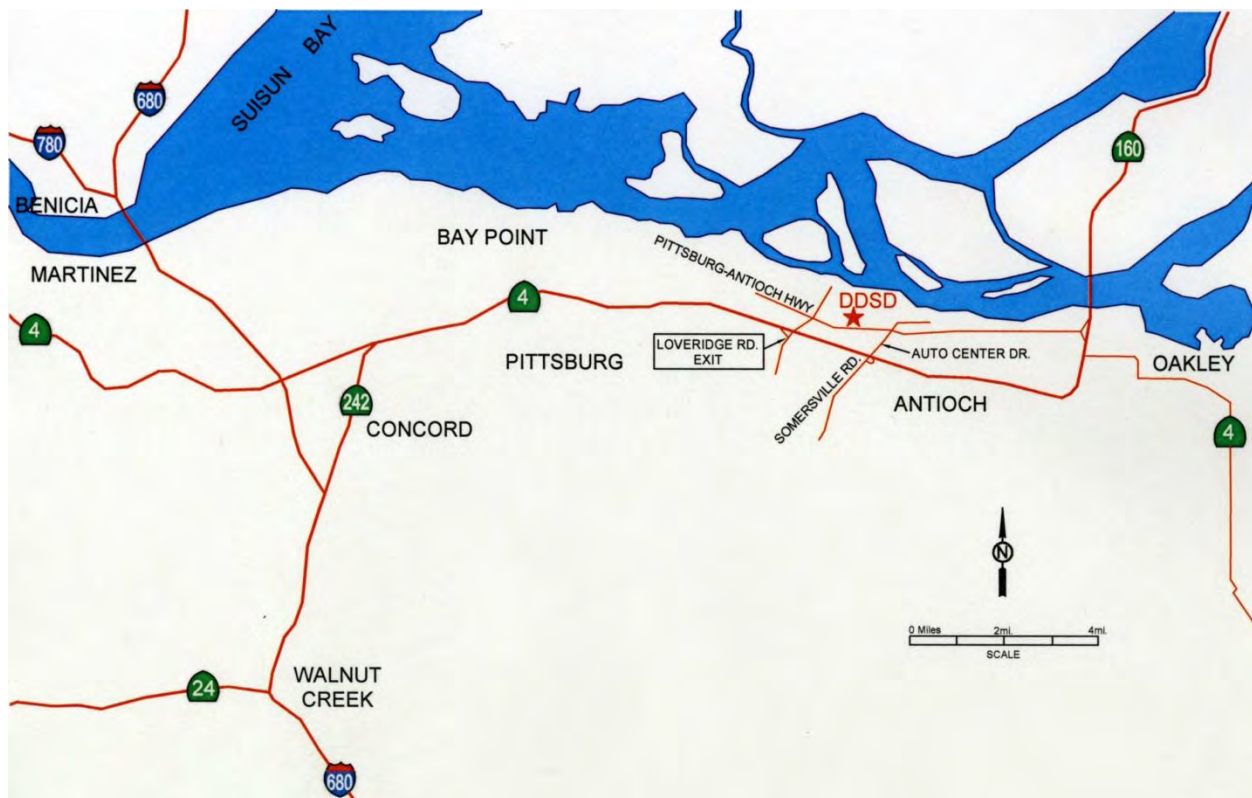 SUISUN BAY
680
780
160
BENICIA
BAY POINT
MARTINEZ
PITTSBURG-ANTIOCH HWY
DDSD
4
4
LOVERIDGE RD.
EXIT
AUTO CENTER DR.
PITTSBURG
OAKLEY
SOMERSVILLE RD.
242
ANTIOCH
CONCORD
4
N
0 Miles 2mi. 4mi.
SCALE
WALNUT
CREEK
24
680